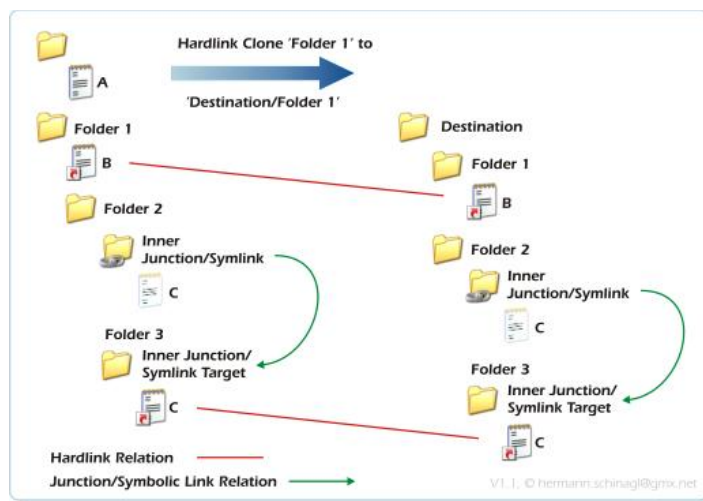 Hardlink Clone 'Folder 1' to
'Destination/Folder 1'
A
Folder 1
B
Folder 2
Inner
Junction/Symlink
C
Folder 3
Inner Junction/
Symlink Target
C
Destination
Folder 1
B
Folder 2
Inner
Junction/Symlink
C
Folder 3
Inner Junction/
Symlink Target
C
Hardlink Relation
Junction/Symbolic Link Relation
V1.1, © hermann.schinagl@gmx.net